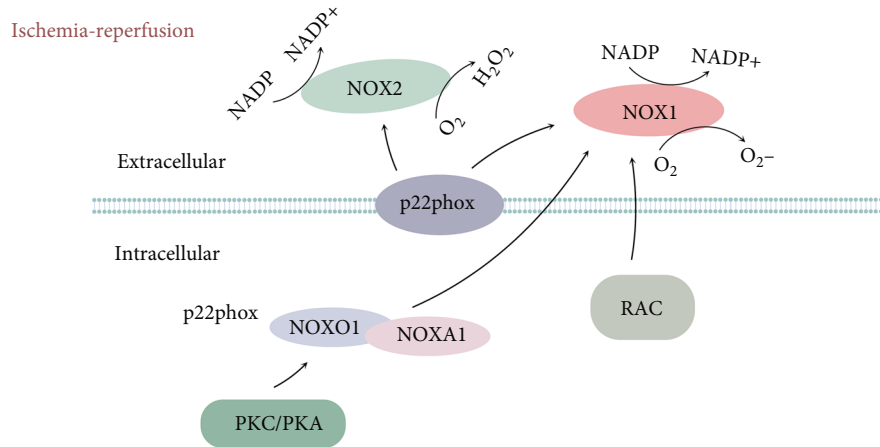 Ischemia-reperfusion
NADP
NADP+
NOX2
O₂
H₂O₂
NADP
NADP+
NOX1
O₂
O₂−
Extracellular
p22phox
Intracellular
p22phox
NOXO1
NOXA1
RAC
PKC/PKA